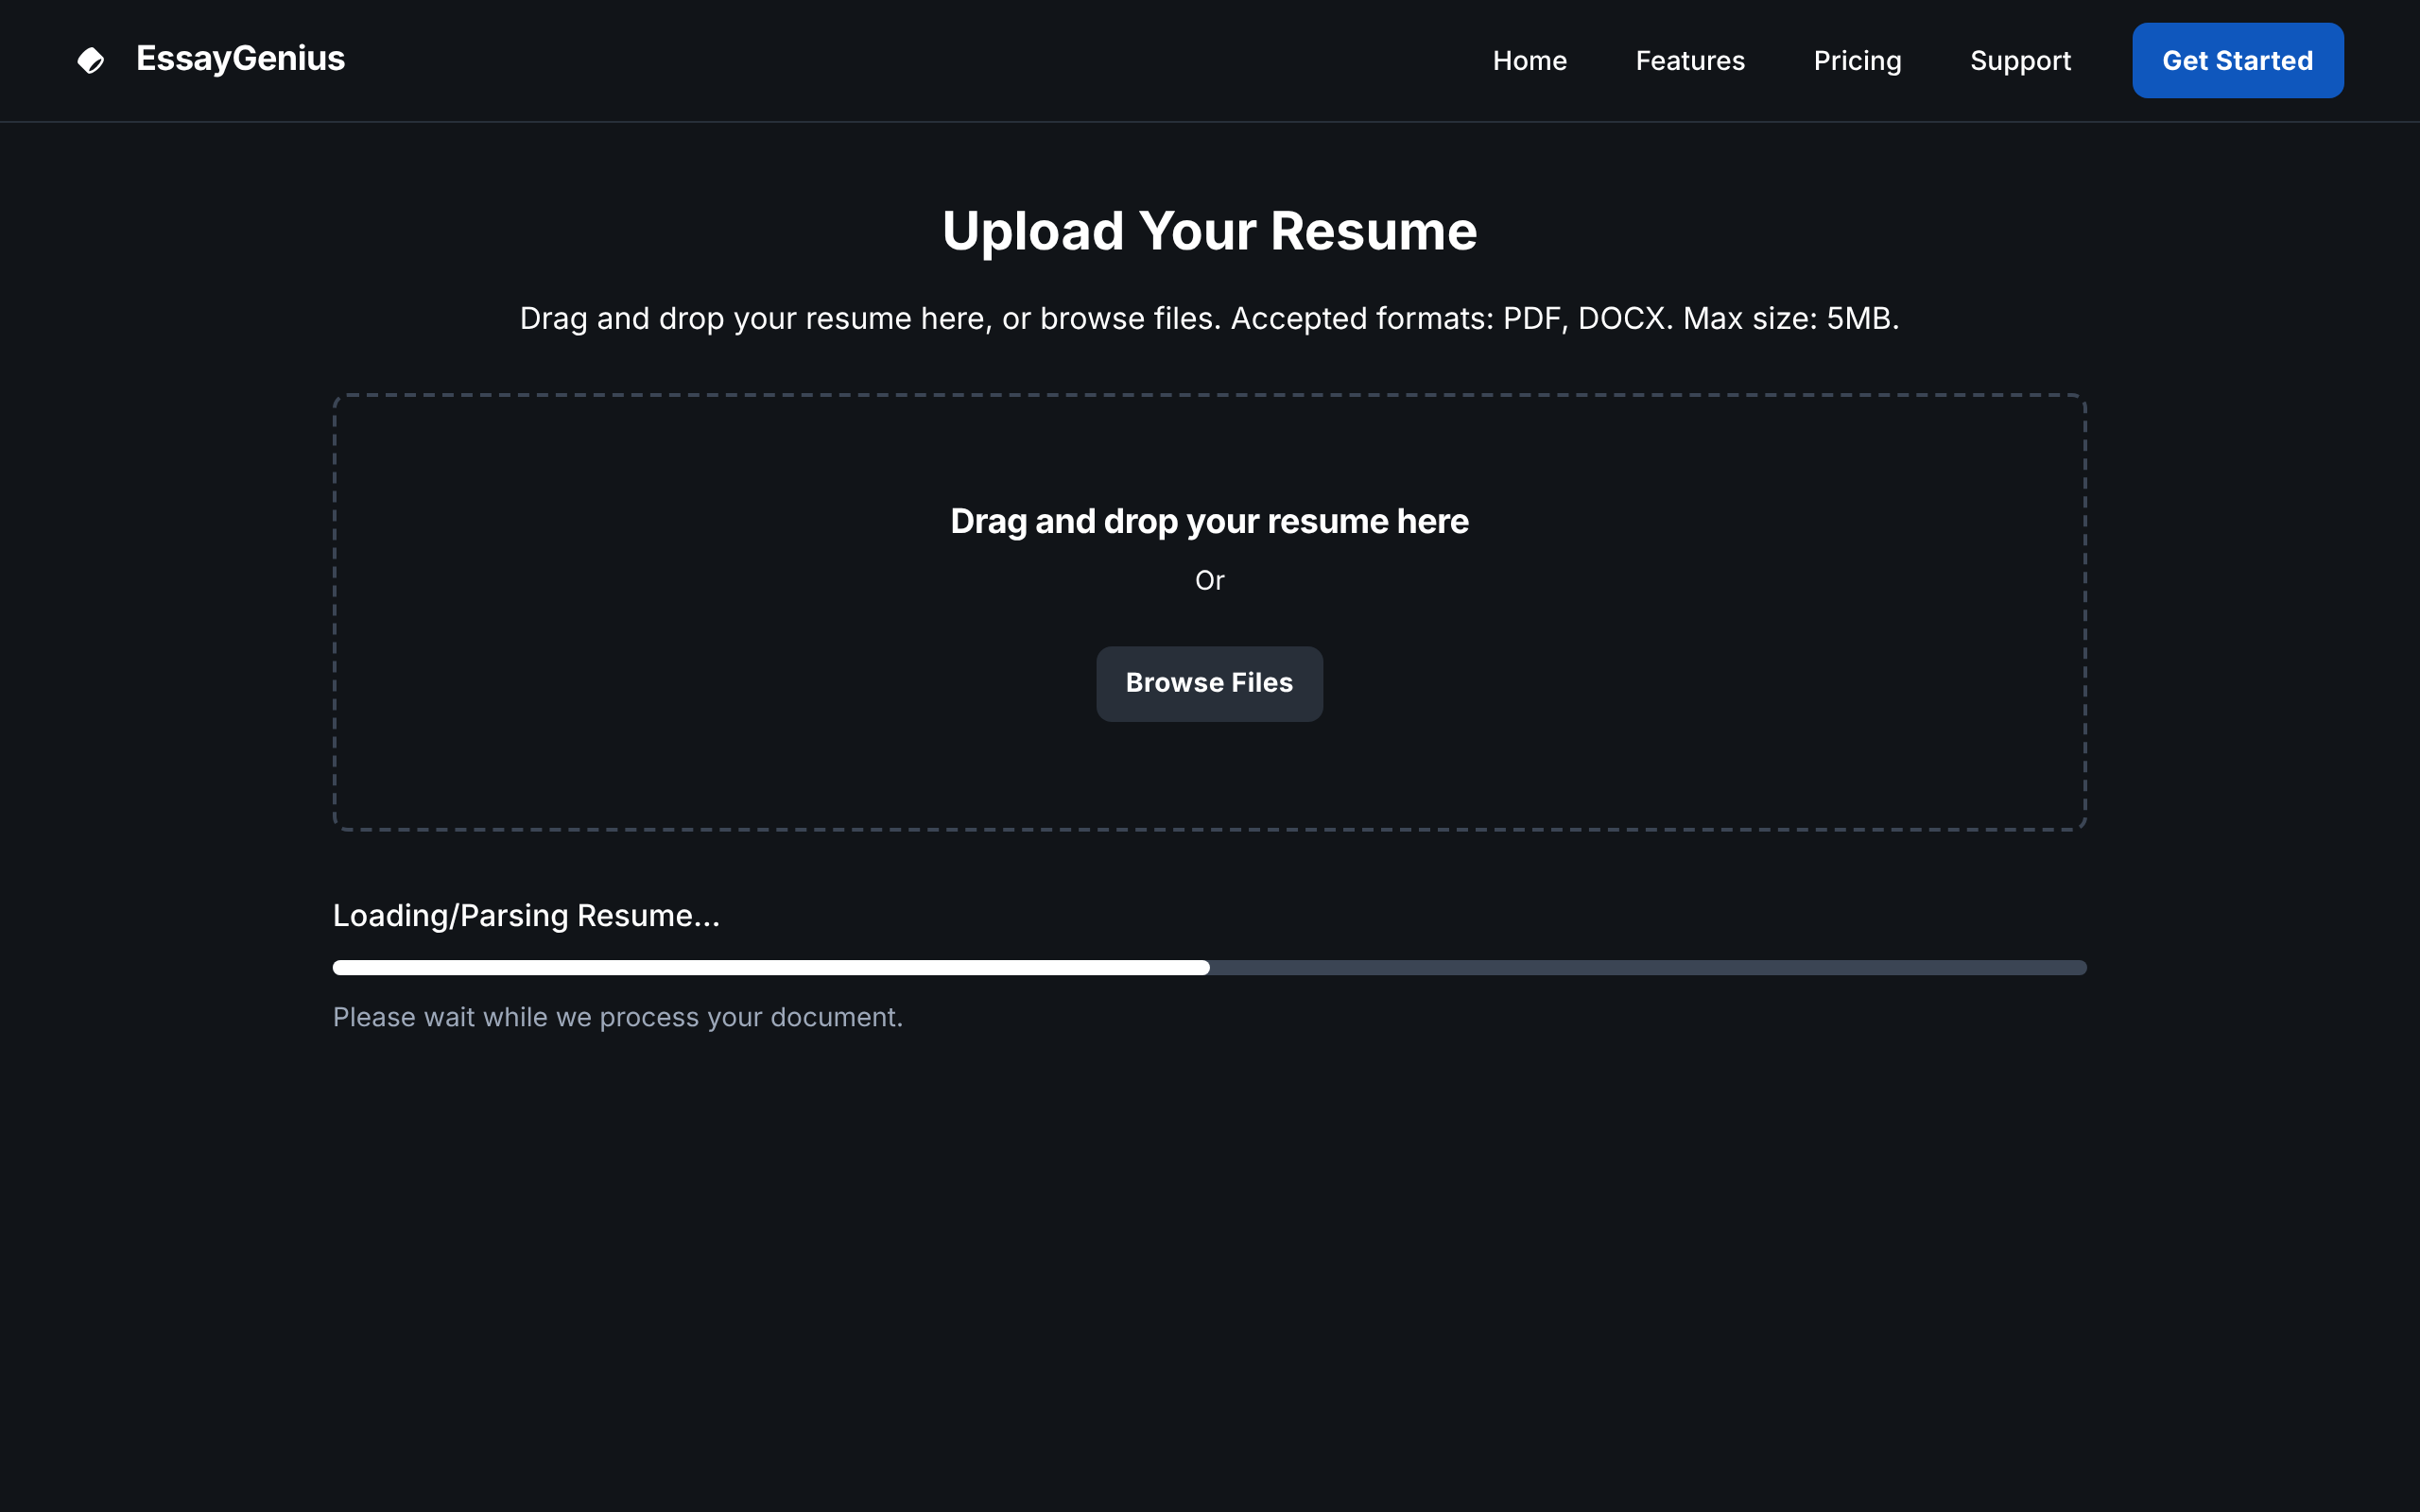 EssayGenius
Home Features Pricing Support Get Started
Upload Your Resume
Drag and drop your resume here, or browse files. Accepted formats: PDF, DOCX. Max size: 5MB.
Drag and drop your resume here
Or
Browse Files
Loading/Parsing Resume...
Please wait while we process your document.